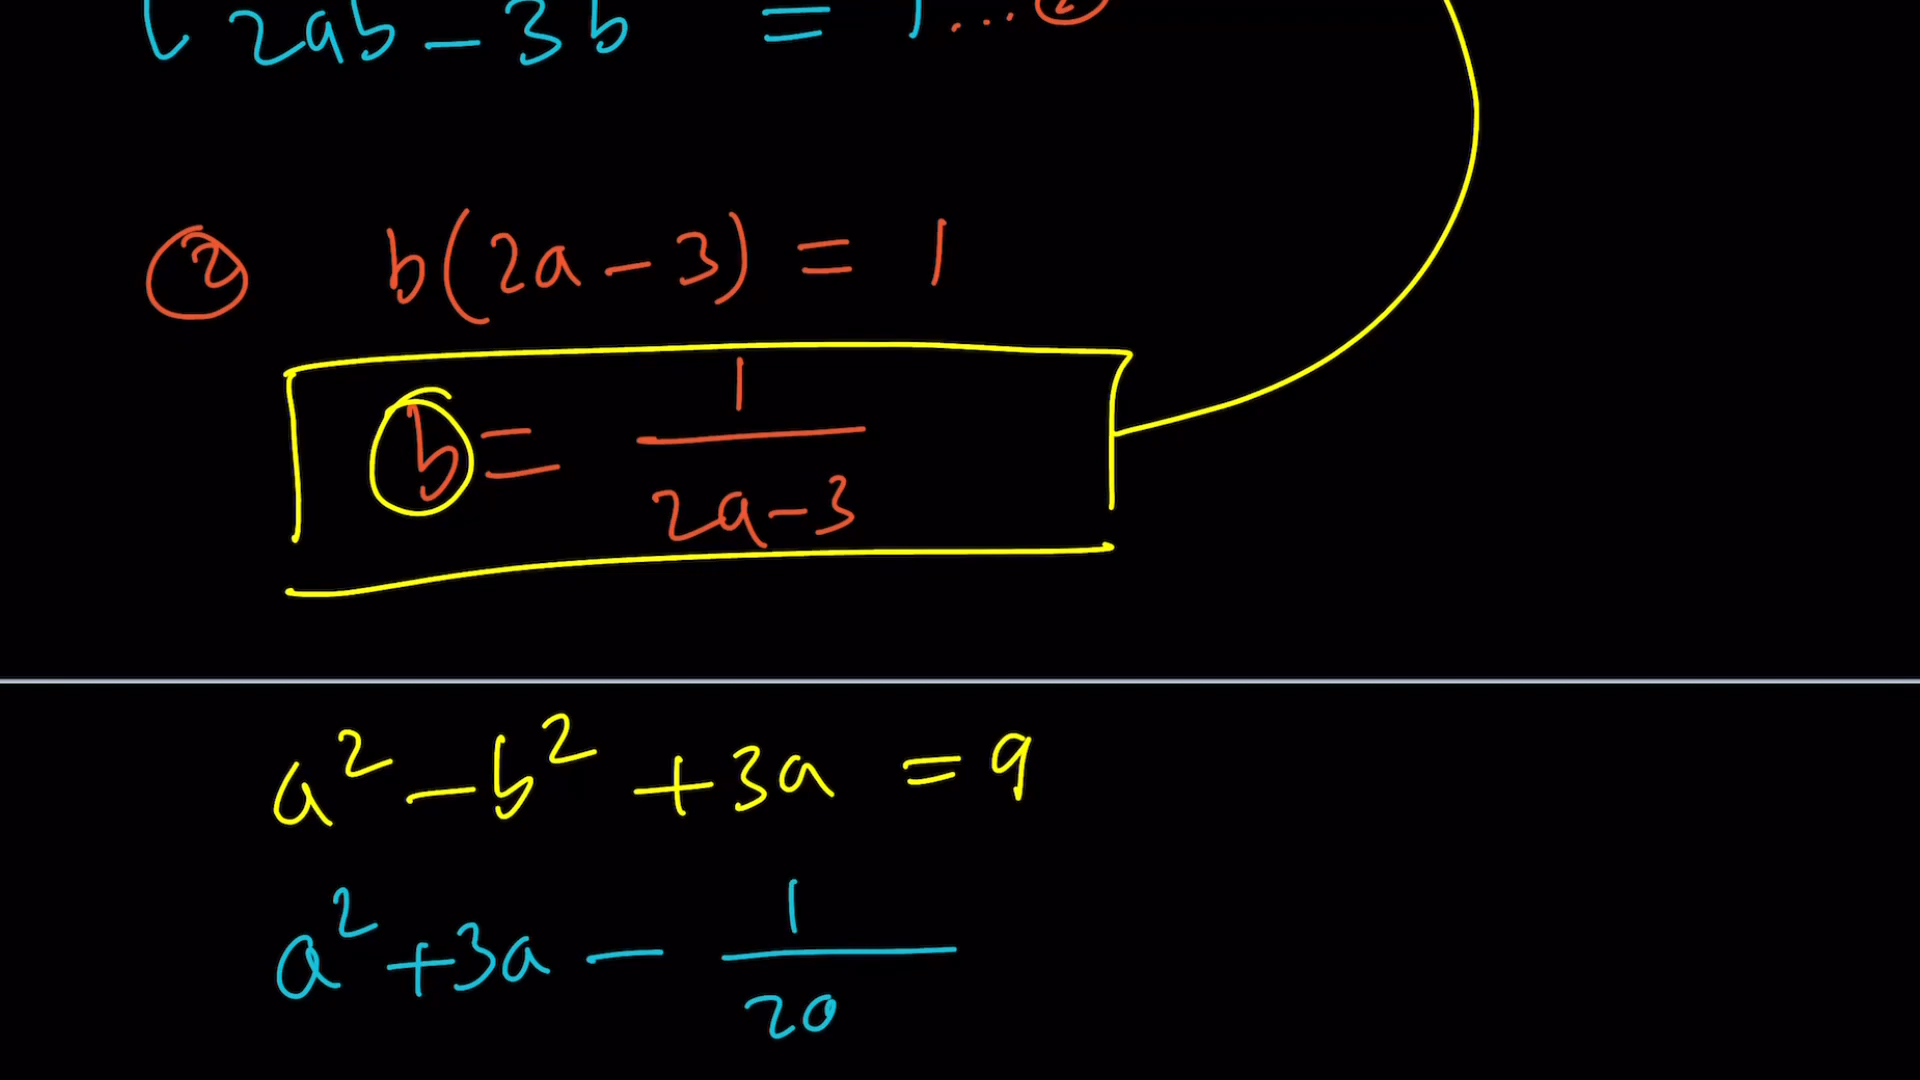 2ab - 3b = 1 ... ②
② b(2a - 3) = 1
b = 1/(2a - 3)
a² - b² + 3a = 9
a² + 3a - 1/20